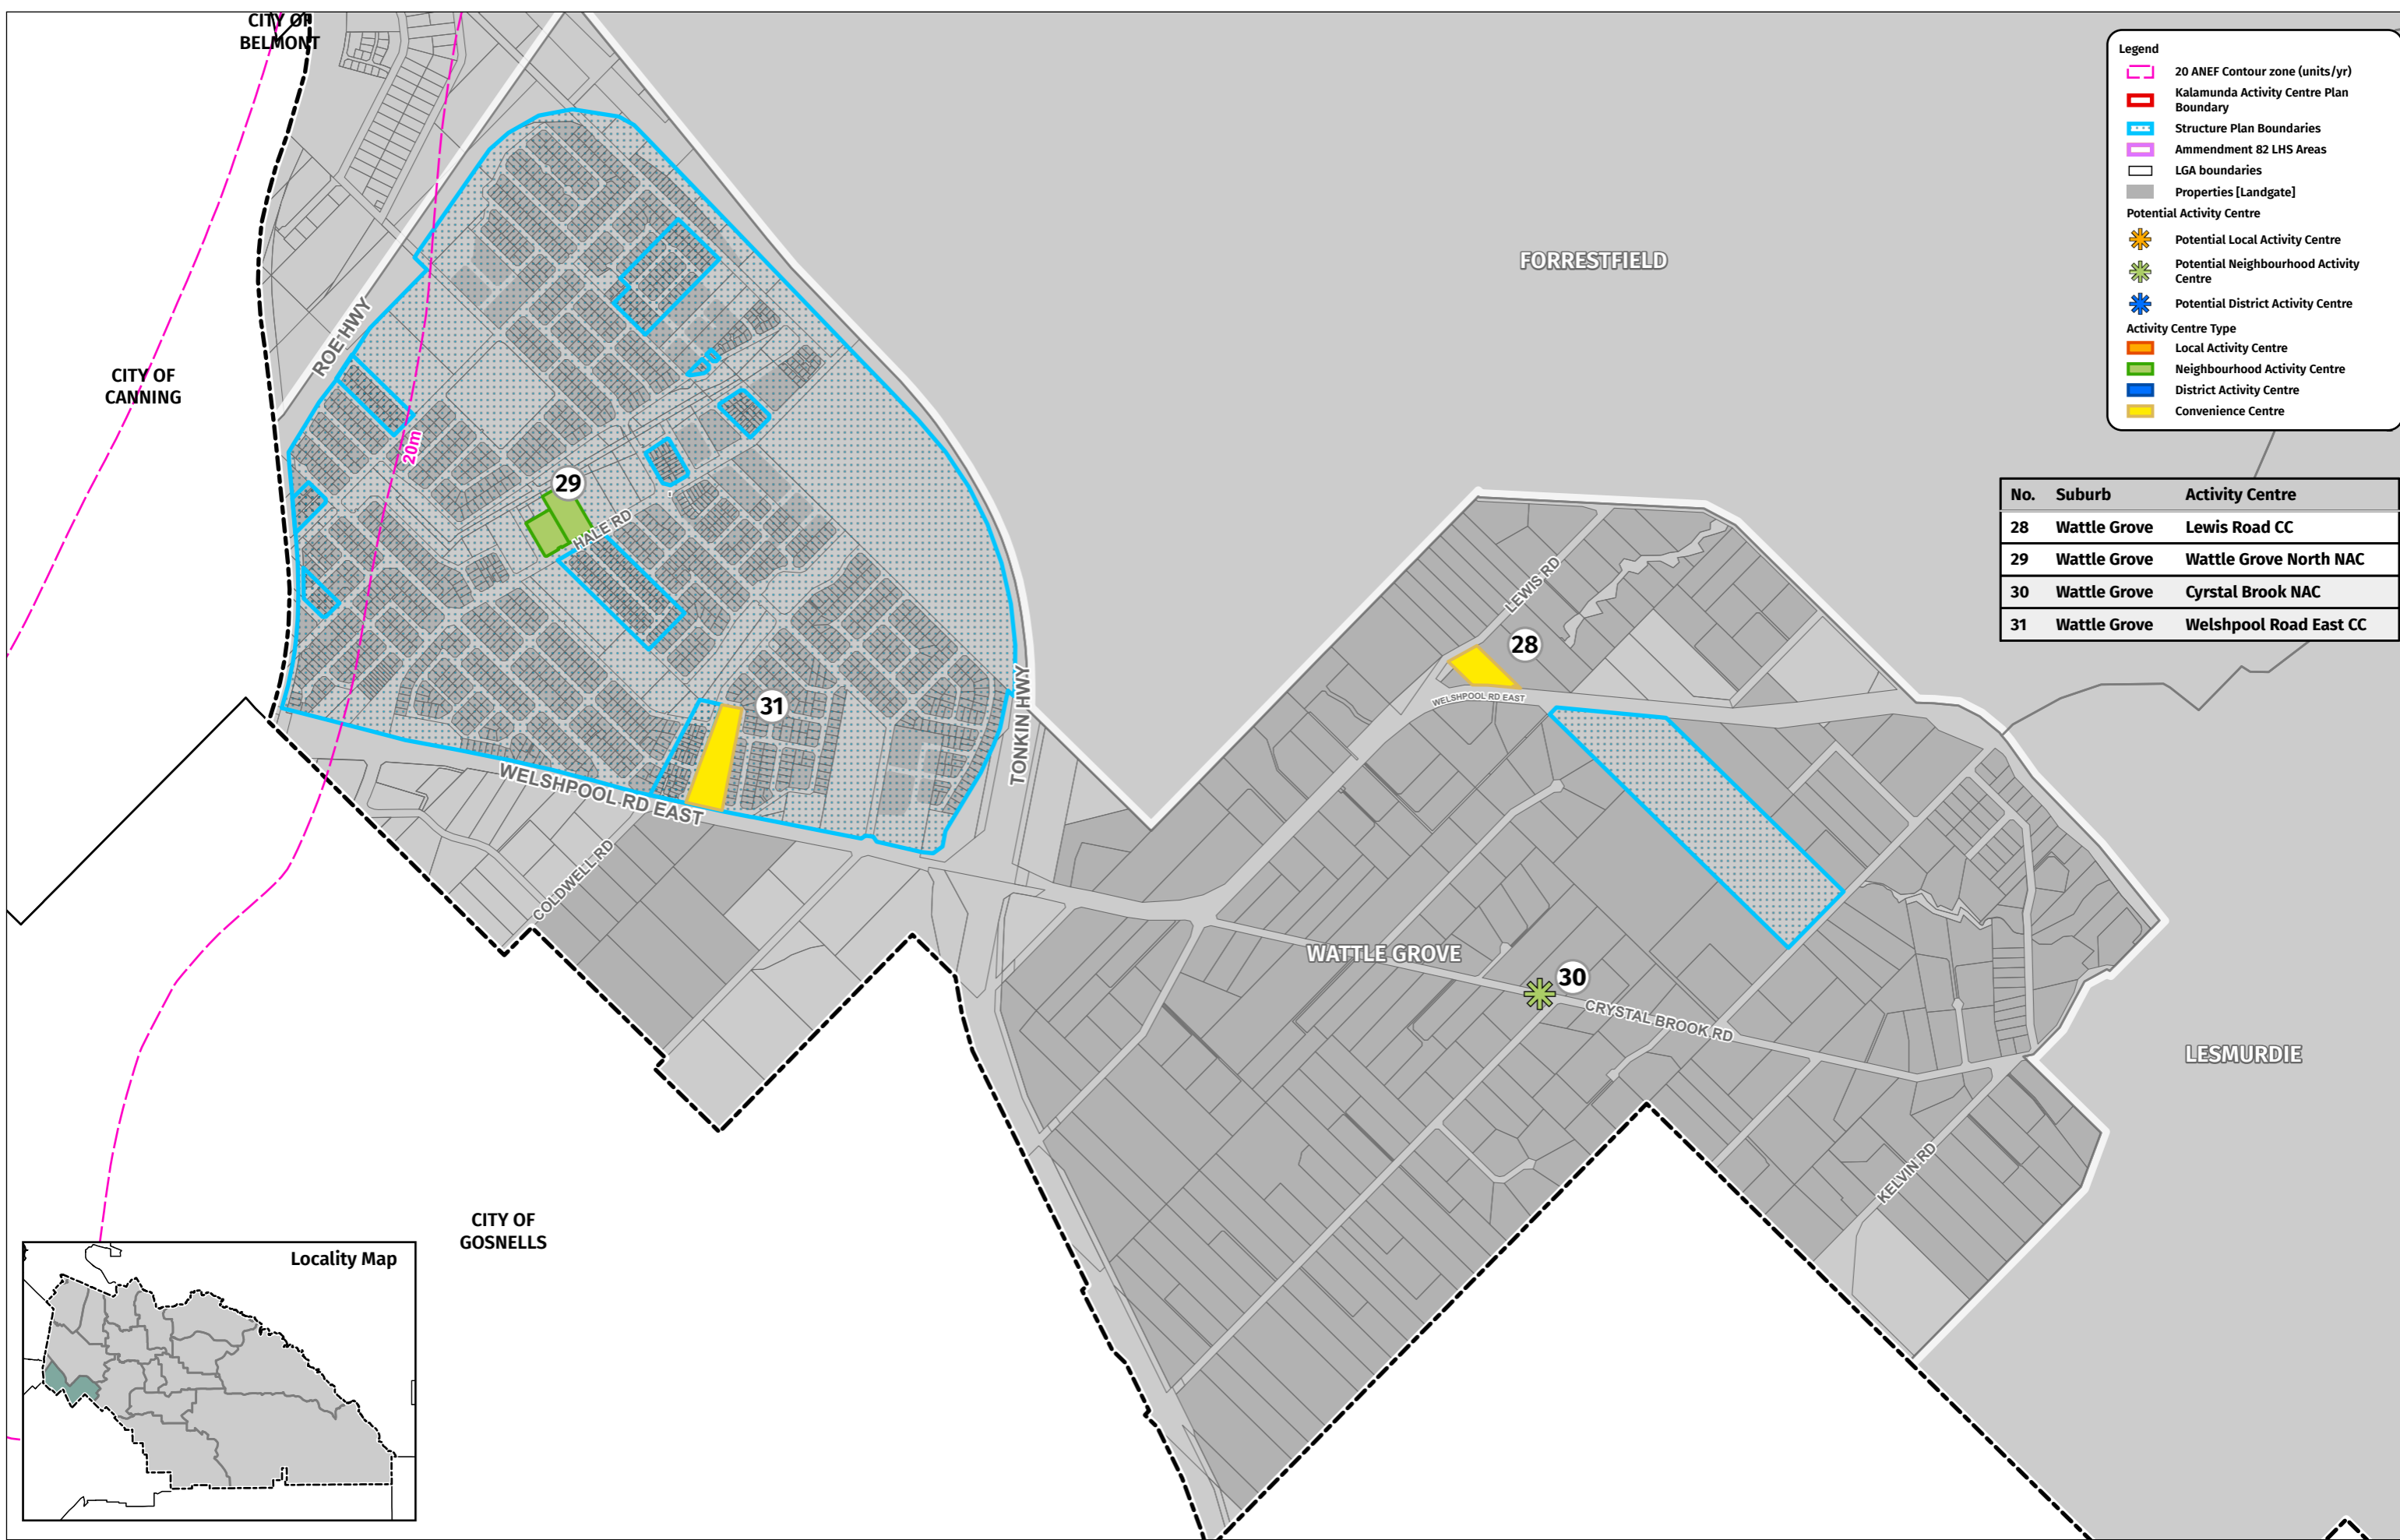 CITY OF
BELMONT
Legend
20 ANEF Contour zone (units/yr)
Kalamunda Activity Centre Plan
Boundary
Structure Plan Boundaries
Ammendment 82 LHS Areas
LGA boundaries
Properties [Landgate]
Potential Activity Centre
Potential Local Activity Centre
Potential Neighbourhood Activity
Centre
Potential District Activity Centre
Activity Centre Type
Local Activity Centre
Neighbourhood Activity Centre
District Activity Centre
Convenience Centre
FORRESTFIELD
ROE HWY
CITY OF
CANNING
20m
29
HALE RD
No. Suburb Activity Centre
28 Wattle Grove Lewis Road CC
29 Wattle Grove Wattle Grove North NAC
30 Wattle Grove Cyrstal Brook NAC
31 Wattle Grove Welshpool Road East CC
LEWIS RD
28
WELSHPOOL RD EAST
31
TONKIN HWY
WELSHPOOL RD EAST
COLDWELL RD
WATTLE GROVE
30
CRYSTAL BROOK RD
LESMURDIE
KELVIN RD
CITY OF
GOSNELLS
Locality Map